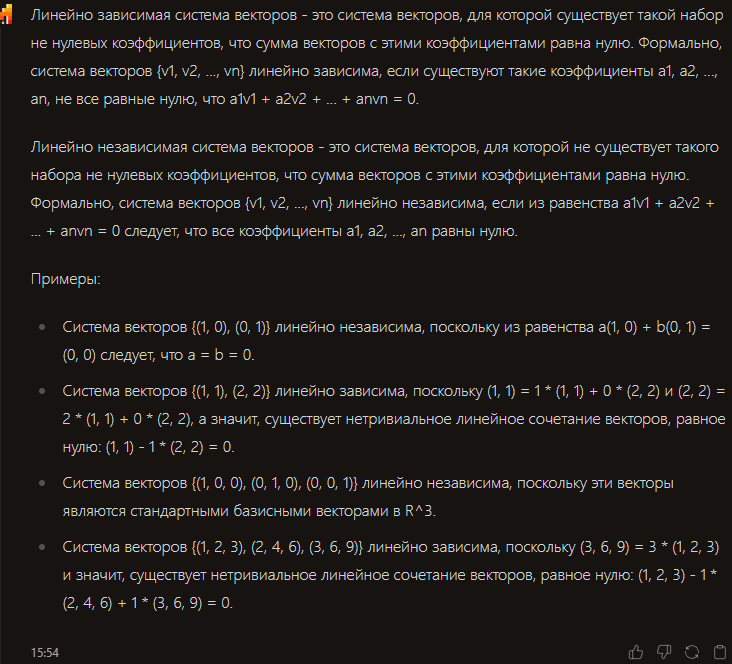 Линейно зависимая система векторов - это система векторов, для которой существует такой набор
не нулевых коэффициентов, что сумма векторов с этими коэффициентами равна нулю. Формально,
система векторов {v1, v2, ..., vn} линейно зависима, если существуют такие коэффициенты a1, a2, ...,
an, не все равные нулю, что a1v1 + a2v2 + ... + anvn = 0.
Линейно независимая система векторов - это система векторов, для которой не существует такого
набора не нулевых коэффициентов, что сумма векторов с этими коэффициентами равна нулю.
Формально, система векторов {v1, v2, ..., vn} линейно независима, если из равенства a1v1 + a2v2 +
... + anvn = 0 следует, что все коэффициенты a1, a2, ..., an равны нулю.
Примеры:
• Система векторов {(1, 0), (0, 1)} линейно независима, поскольку из равенства a(1, 0) + b(0, 1) =
(0, 0) следует, что a = b = 0.
• Система векторов {(1, 1), (2, 2)} линейно зависима, поскольку (1, 1) = 1 * (1, 1) + 0 * (2, 2) и (2, 2) =
2 * (1, 1) + 0 * (2, 2), а значит, существует нетривиальное линейное сочетание векторов, равное
нулю: (1, 1) - 1 * (2, 2) = 0.
• Система векторов {(1, 0, 0), (0, 1, 0), (0, 0, 1)} линейно независима, поскольку эти векторы
являются стандартными базисными векторами в R^3.
• Система векторов {(1, 2, 3), (2, 4, 6), (3, 6, 9)} линейно зависима, поскольку (3, 6, 9) = 3 * (1, 2, 3)
и значит, существует нетривиальное линейное сочетание векторов, равное нулю: (1, 2, 3) - 1 *
(2, 4, 6) + 1 * (3, 6, 9) = 0.
15:54